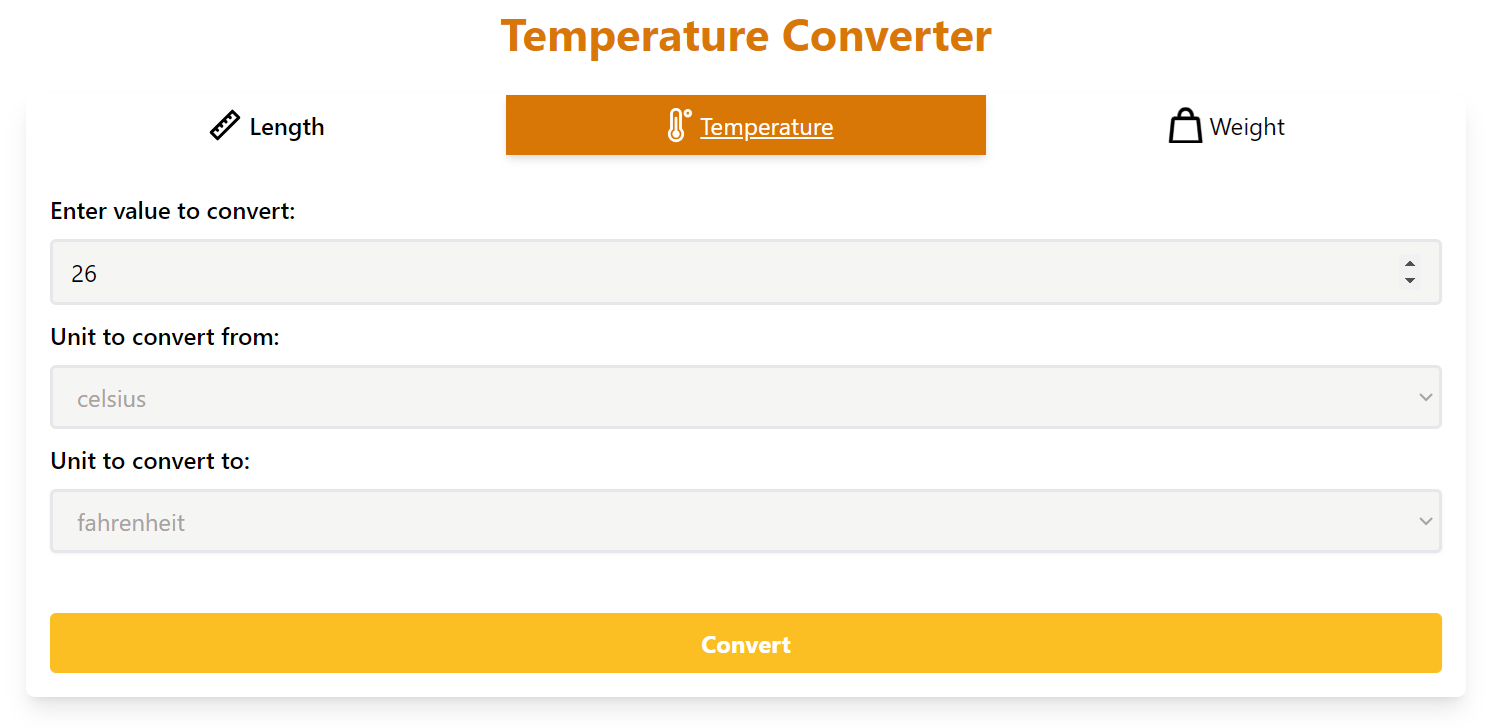 Temperature Converter
Length Temperature Weight
Enter value to convert:
26
Unit to convert from:
celsius
Unit to convert to:
fahrenheit
Convert